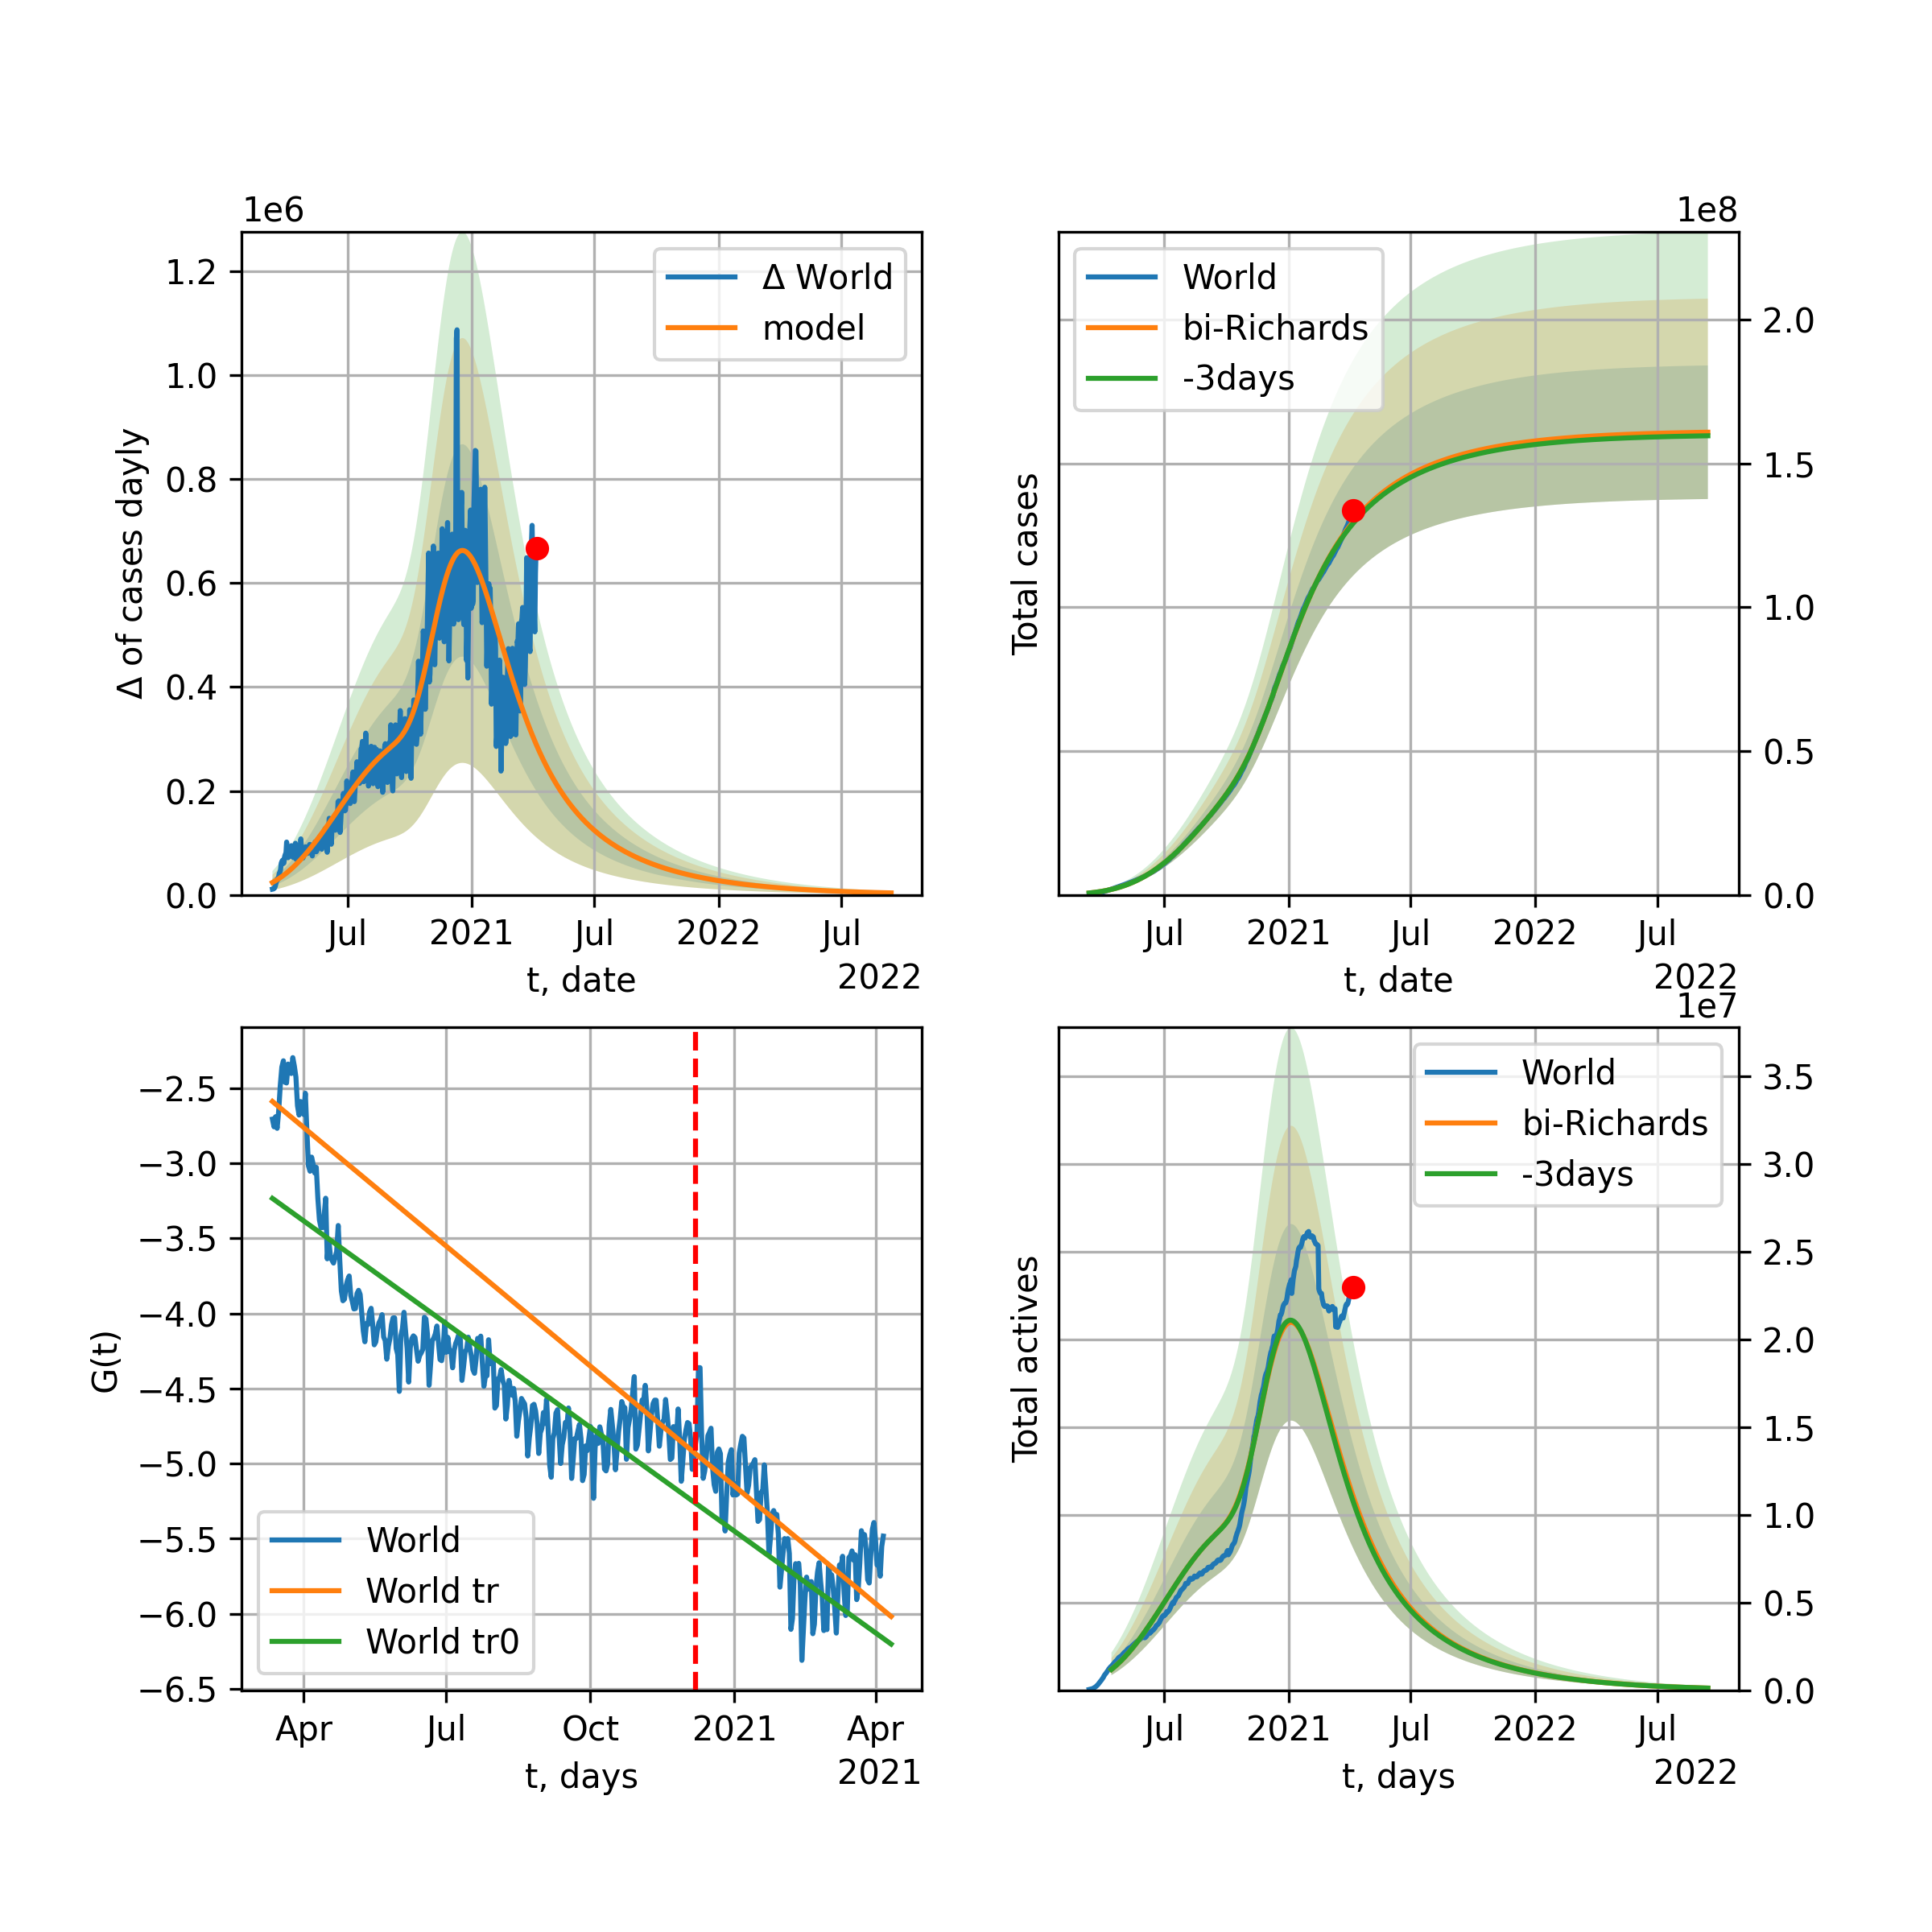 1e6
Δ of cases dayly
1.2
1.0
0.8
0.6
0.4
0.2
0.0
Δ World
model
Jul
2021
Jul
2022
Jul
t, date
2022
1e8
Total cases
World
bi-Richards
-3days
2.0
1.5
1.0
0.5
0.0
Jul
2021
Jul
2022
Jul
t, date
2022
G(t)
−2.5
−3.0
−3.5
−4.0
−4.5
−5.0
−5.5
−6.0
−6.5
World
World tr
World tr0
Apr
Jul
Oct
2021
Apr
t, days
2021
1e7
Total actives
World
bi-Richards
-3days
3.5
3.0
2.5
2.0
1.5
1.0
0.5
0.0
Jul
2021
Jul
2022
Jul
t, days
2022